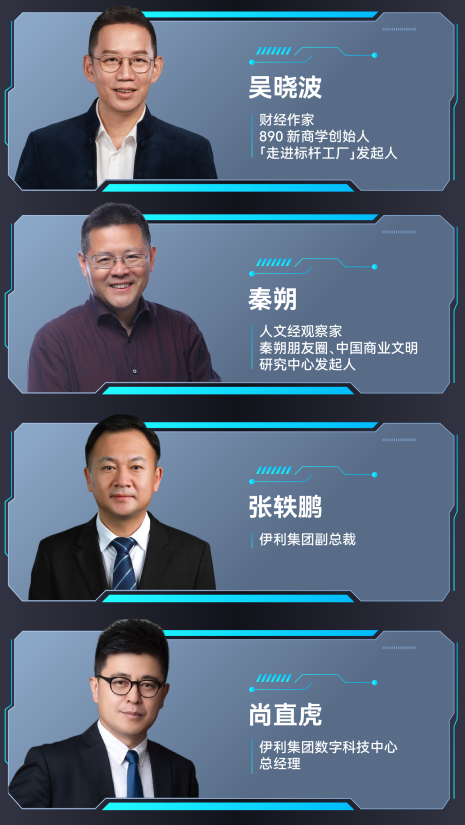 吴晓波
财经作家
890 新商学创始人
「走进标杆工厂」发起人
秦朔
人文经观察家
秦朔朋友圈、中国商业文明
研究中心发起人
张轶鹏
伊利集团副总裁
尚直虎
伊利集团数字科技中心
总经理